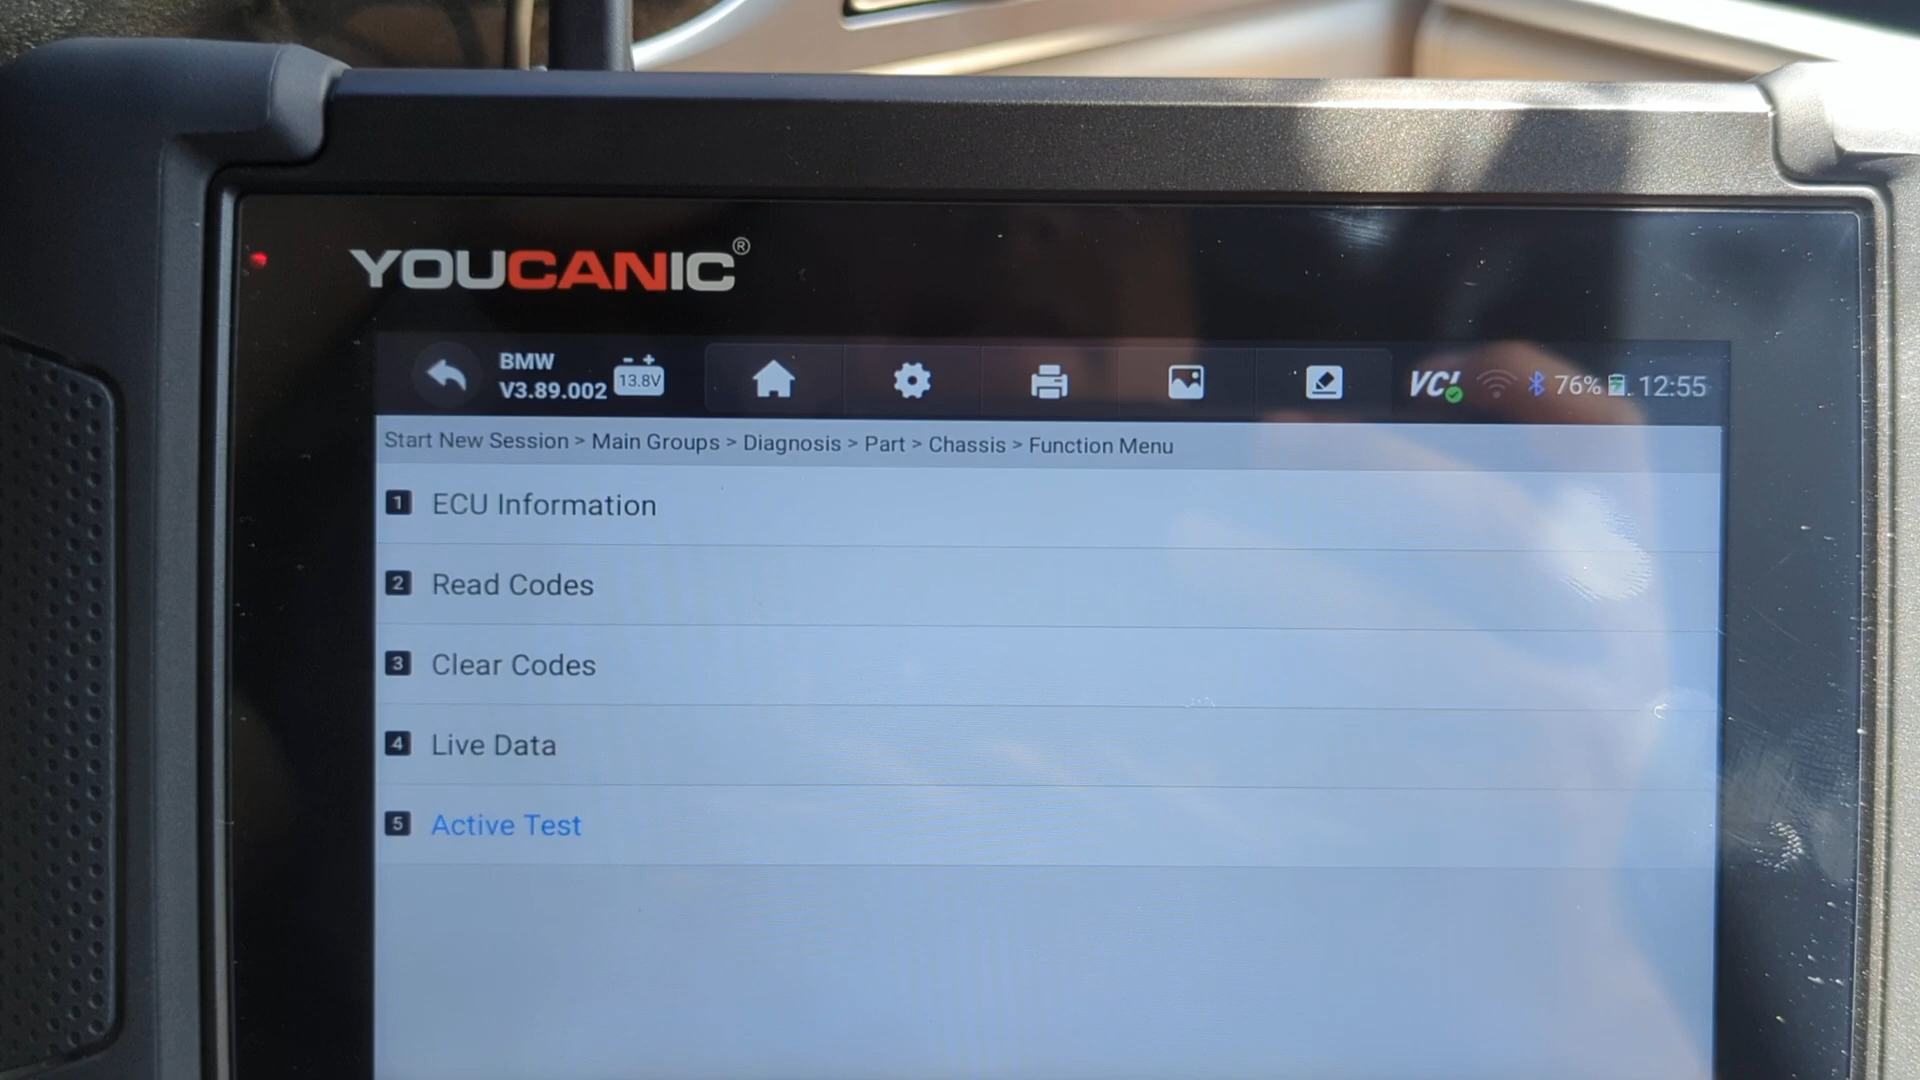 YOUCANIC®
BMW
V3.89.002
- +
13.8V
VCI
76%
12:55
Start New Session > Main Groups > Diagnosis > Part > Chassis > Function Menu
1 ECU Information
2 Read Codes
3 Clear Codes
4 Live Data
5 Active Test